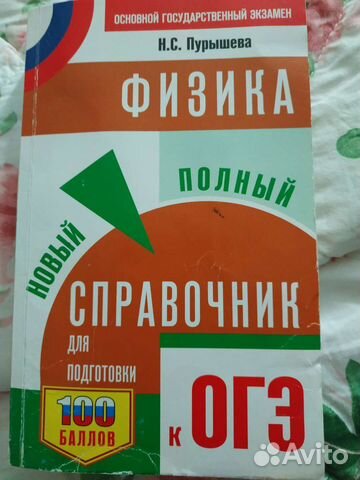 ОСНОВНОЙ ГОСУДАРСТВЕННЫЙ ЭКЗАМЕН
Н.С. Пурышева
ФИЗИКА
НОВЫЙ
ПОЛНЫЙ
СПРАВОЧНИК
ДЛЯ
ПОДГОТОВКИ
100
БАЛЛОВ
К ОГЭ
Avito